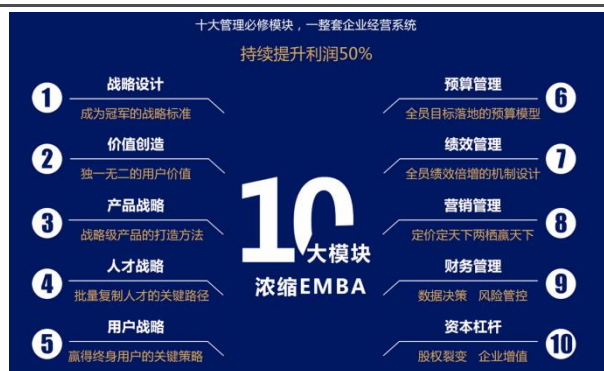 十大管理必修模块，一整套企业经营系统
持续提升利润50%
1
战略设计
成为冠军的战略标准
2
价值创造
独一无二的用户价值
3
产品战略
战略级产品的打造方法
4
人才战略
批量复制人才的关键路径
5
用户战略
赢得终身用户的关键策略
10大模块
浓缩EMBA
预算管理
6
全员目标落地的预算模型
绩效管理
7
全员绩效倍增的机制设计
营销管理
8
定价定天下两栖赢天下
财务管理
9
数据决策 风险管控
资本杠杆
10
股权裂变 企业增值